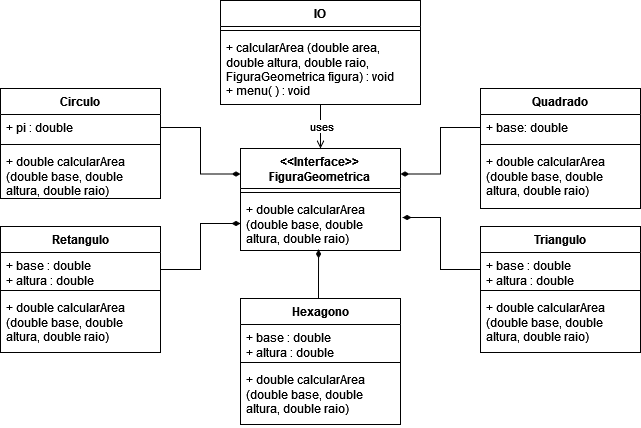 IO
+ calcularArea (double area,
double altura, double raio,
FiguraGeometrica figura) : void
+ menu( ) : void
uses
Circulo
+ pi : double
+ double calcularArea
(double base, double
altura, double raio)
<<Interface>>
FiguraGeometrica
+ double calcularArea
(double base, double
altura, double raio)
Quadrado
+ base: double
+ double calcularArea
(double base, double
altura, double raio)
Retangulo
+ base : double
+ altura : double
+ double calcularArea
(double base, double
altura, double raio)
Hexagono
+ base : double
+ altura : double
+ double calcularArea
(double base, double
altura, double raio)
Triangulo
+ base : double
+ altura : double
+ double calcularArea
(double base, double
altura, double raio)